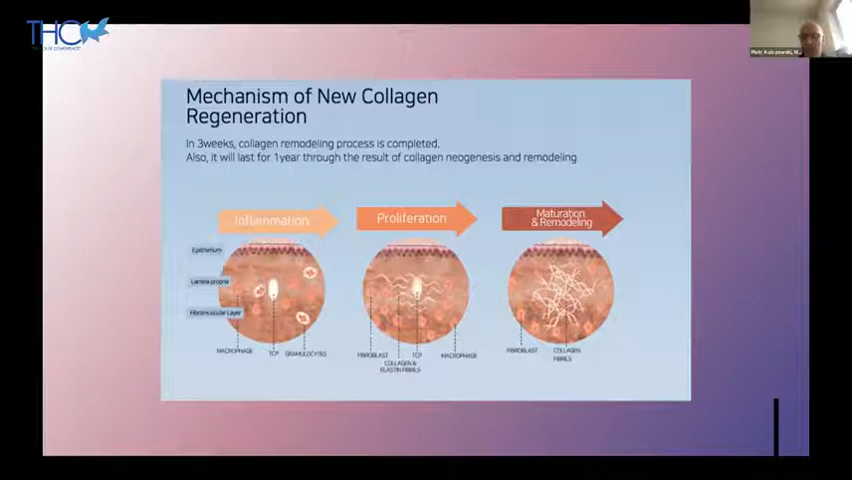 THC
Mechanism of New Collagen
Regeneration
In 3weeks, collagen remodeling process is completed.
Also, it will last for 1year through the result of collagen neogenesis and remodeling
Inflammation
Proliferation
Maturation
& Remodeling
Epithelium
Lamina propria
Fibromuscular Layer
MACROPHAGE
TCP
GRANULOCYTES
FIBROBLAST
COLLAGEN &
ELASTIN FIBRILS
TCP
MACROPHAGE
FIBROBLAST
COLLAGEN
FIBRILS